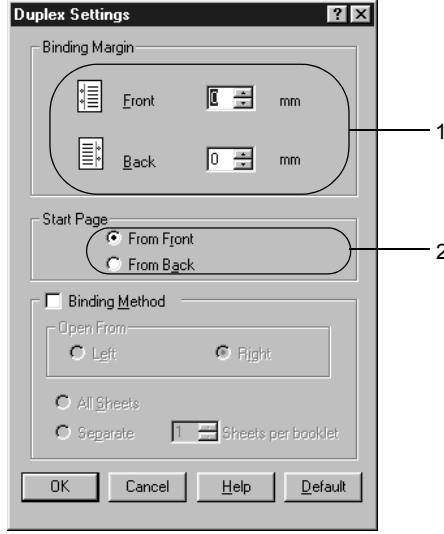 Duplex Settings
Binding Margin
Front 0 mm
1
Back 0 mm
Start Page
From Front
2
From Back
Binding Method
Open From
Left Right
All Sheets
Separate 1 Sheets per booklet
OK Cancel Help Default